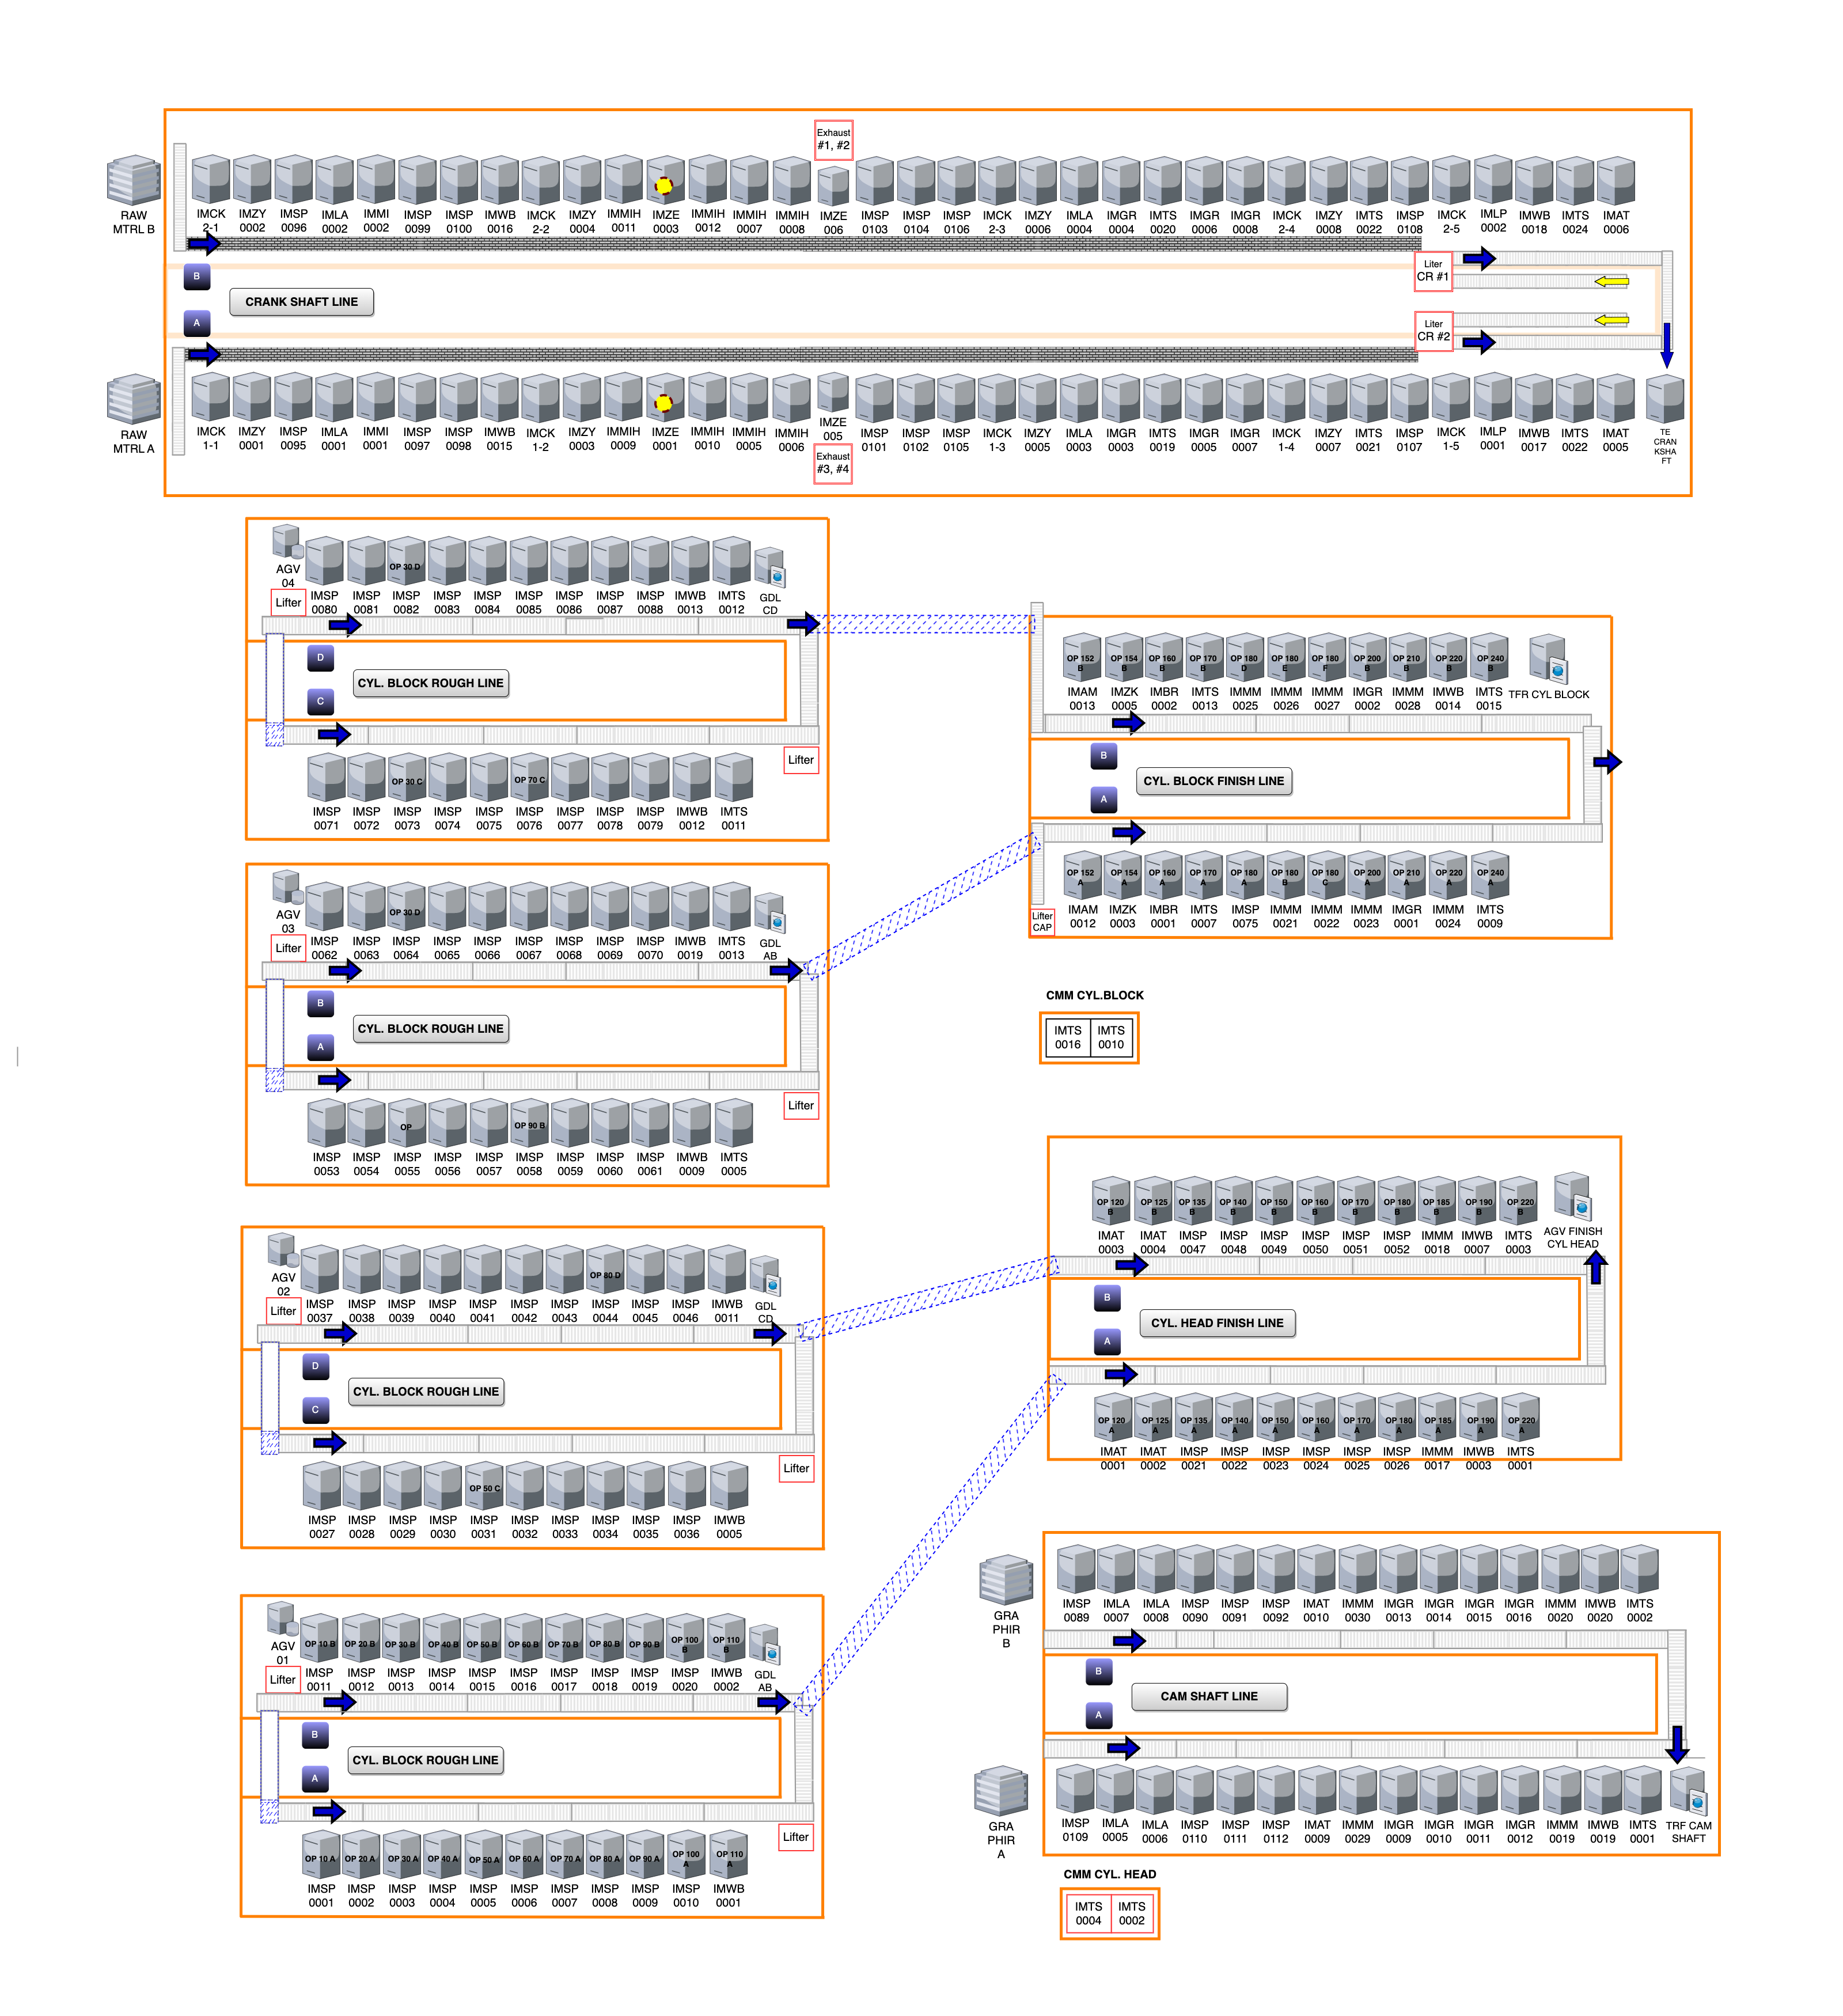 Exhaust
#1, #2
RAW
MTRL B
IMCK
2-1
IMZY
0002
IMSP
0096
IMLA
0002
IMMI
0002
IMSP
0099
IMSP
0100
IMWB
0016
IMCK
2-2
IMZY
0004
IMMIH
0011
IMZE
0003
IMMIH
0012
IMMIH
0007
IMMIH
0008
IMZE
006
IMSP
0103
IMSP
0104
IMSP
0106
IMCK
2-3
IMZY
0006
IMLA
0004
IMGR
0004
IMTS
0020
IMGR
0006
IMGR
0008
IMCK
2-4
IMZY
0008
IMTS
0022
IMSP
0108
IMCK
2-5
IMLP
0002
IMWB
0018
IMTS
0024
IMAT
0006
Liter
CR #1
B
CRANK SHAFT LINE
A
Liter
CR #2
RAW
MTRL A
IMCK
1-1
IMZY
0001
IMSP
0095
IMLA
0001
IMMI
0001
IMSP
0097
IMSP
0098
IMWB
0015
IMCK
1-2
IMZY
0003
IMMIH
0009
IMZE
0001
IMMIH
0010
IMMIH
0005
IMMIH
0006
IMZE
005
IMSP
0101
IMSP
0102
IMSP
0105
IMCK
1-3
IMZY
0005
IMLA
0003
IMGR
0003
IMTS
0019
IMGR
0005
IMGR
0007
IMCK
1-4
IMZY
0007
IMTS
0021
IMSP
0107
IMCK
1-5
IMLP
0001
IMWB
0017
IMTS
0022
IMAT
0005
TE
CRAN
KSHA
FT
Exhaust
#3, #4
AGV
04
Lifter
OP 30 D
IMSP
0080
IMSP
0081
IMSP
0082
IMSP
0083
IMSP
0084
IMSP
0085
IMSP
0086
IMSP
0087
IMSP
0088
IMWB
0013
IMTS
0012
GDL
CD
D
CYL. BLOCK ROUGH LINE
C
Lifter
OP 30 C
OP 70 C
IMSP
0071
IMSP
0072
IMSP
0073
IMSP
0074
IMSP
0075
IMSP
0076
IMSP
0077
IMSP
0078
IMSP
0079
IMWB
0012
IMTS
0011
OP 152
B
OP 154
B
OP 160
B
OP 170
B
OP 180
D
OP 180
E
OP 180
F
OP 200
B
OP 210
B
OP 220
B
OP 240
B
IMAM
0013
IMZK
0005
IMBR
0002
IMTS
0013
IMMM
0025
IMMM
0026
IMMM
0027
IMGR
0002
IMMM
0028
IMWB
0014
IMTS
0015
TFR CYL BLOCK
B
CYL. BLOCK FINISH LINE
A
OP 152
A
OP 154
A
OP 160
A
OP 170
A
OP 180
A
OP 180
B
OP 180
C
OP 200
A
OP 210
A
OP 220
A
OP 240
A
Lifter
CAP
IMAM
0012
IMZK
0003
IMBR
0001
IMTS
0007
IMSP
0075
IMMM
0021
IMMM
0022
IMMM
0023
IMGR
0001
IMMM
0024
IMTS
0009
AGV
03
Lifter
OP 30 D
IMSP
0062
IMSP
0063
IMSP
0064
IMSP
0065
IMSP
0066
IMSP
0067
IMSP
0068
IMSP
0069
IMSP
0070
IMWB
0019
IMTS
0013
GDL
AB
B
CYL. BLOCK ROUGH LINE
A
Lifter
OP
OP 90 B
IMSP
0053
IMSP
0054
IMSP
0055
IMSP
0056
IMSP
0057
IMSP
0058
IMSP
0059
IMSP
0060
IMSP
0061
IMWB
0009
IMTS
0005
CMM CYL.BLOCK
IMTS
0016
IMTS
0010
AGV
02
Lifter
OP 80 D
IMSP
0037
IMSP
0038
IMSP
0039
IMSP
0040
IMSP
0041
IMSP
0042
IMSP
0043
IMSP
0044
IMSP
0045
IMSP
0046
IMWB
0011
GDL
CD
D
CYL. BLOCK ROUGH LINE
C
Lifter
OP 50 C
IMSP
0027
IMSP
0028
IMSP
0029
IMSP
0030
IMSP
0031
IMSP
0032
IMSP
0033
IMSP
0034
IMSP
0035
IMSP
0036
IMWB
0005
OP 120
B
OP 125
B
OP 135
B
OP 140
B
OP 150
B
OP 160
B
OP 170
B
OP 180
B
OP 185
B
OP 190
B
OP 220
B
IMAT
0003
IMAT
0004
IMSP
0047
IMSP
0048
IMSP
0049
IMSP
0050
IMSP
0051
IMSP
0052
IMMM
0018
IMWB
0007
IMTS
0003
AGV FINISH
CYL HEAD
B
CYL. HEAD FINISH LINE
A
OP 120
A
OP 125
A
OP 135
A
OP 140
A
OP 150
A
OP 160
A
OP 170
A
OP 180
A
OP 185
A
OP 190
A
OP 220
A
IMAT
0001
IMAT
0002
IMSP
0021
IMSP
0022
IMSP
0023
IMSP
0024
IMSP
0025
IMSP
0026
IMMM
0017
IMWB
0003
IMTS
0001
AGV
01
Lifter
OP 10 B
OP 20 B
OP 30 B
OP 40 B
OP 50 B
OP 60 B
OP 70 B
OP 80 B
OP 90 B
OP 100
B
OP 110
B
IMSP
0011
IMSP
0012
IMSP
0013
IMSP
0014
IMSP
0015
IMSP
0016
IMSP
0017
IMSP
0018
IMSP
0019
IMSP
0020
IMWB
0002
GDL
AB
B
CYL. BLOCK ROUGH LINE
A
Lifter
OP 10 A
OP 20 A
OP 30 A
OP 40 A
OP 50 A
OP 60 A
OP 70 A
OP 80 A
OP 90 A
OP 100
A
OP 110
A
IMSP
0001
IMSP
0002
IMSP
0003
IMSP
0004
IMSP
0005
IMSP
0006
IMSP
0007
IMSP
0008
IMSP
0009
IMSP
0010
IMWB
0001
GRA
PHIR
B
IMSP
0089
IMLA
0007
IMLA
0008
IMSP
0090
IMSP
0091
IMSP
0092
IMAT
0010
IMMM
0030
IMGR
0013
IMGR
0014
IMGR
0015
IMGR
0016
IMMM
0020
IMWB
0020
IMTS
0002
B
CAM SHAFT LINE
A
GRA
PHIR
A
IMSP
0109
IMLA
0005
IMLA
0006
IMSP
0110
IMSP
0111
IMSP
0112
IMAT
0009
IMMM
0029
IMGR
0009
IMGR
0010
IMGR
0011
IMGR
0012
IMMM
0019
IMWB
0019
IMTS
0001
TRF CAM
SHAFT
CMM CYL. HEAD
IMTS
0004
IMTS
0002